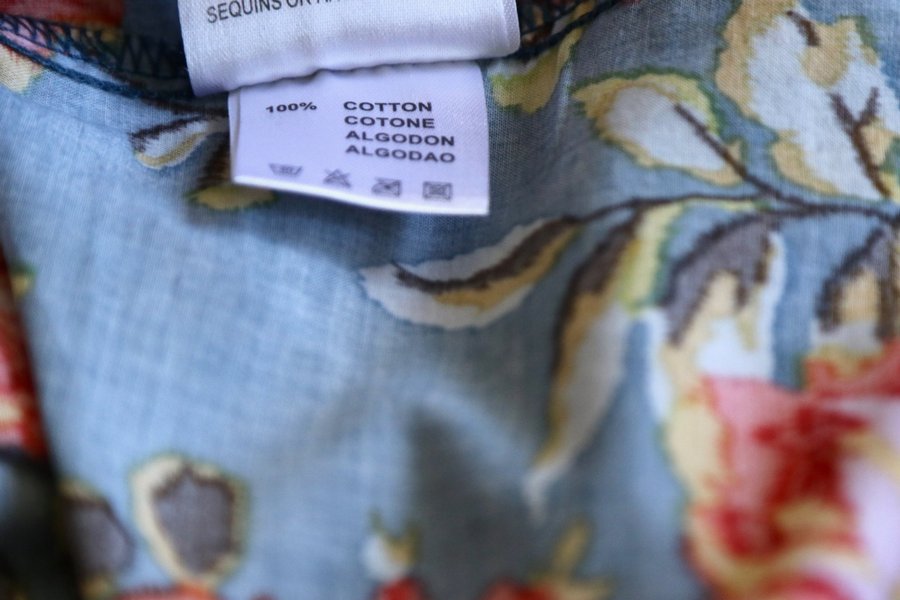 SEQUINS OR
100% COTTON
COTONE
ALGODON
ALGODAO